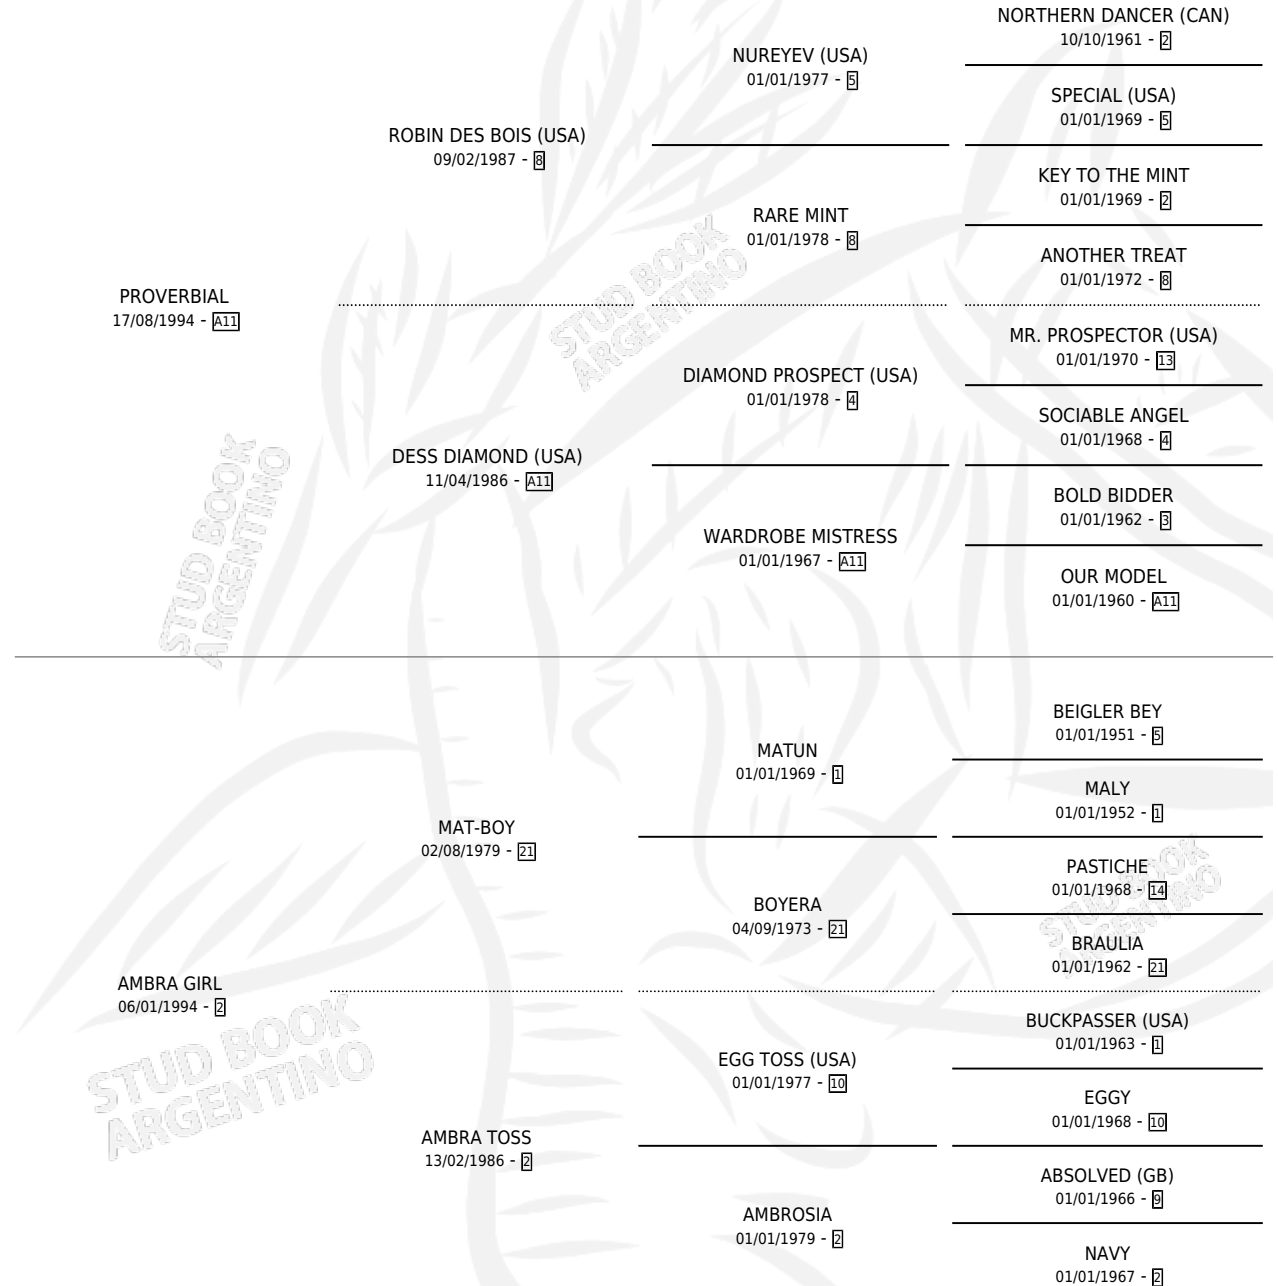 NORTHERN DANCER (CAN)
10/10/1961 - 2
NUREYEV (USA)
01/01/1977 - 5
SPECIAL (USA)
01/01/1969 - 5
ROBIN DES BOIS (USA)
09/02/1987 - 8
KEY TO THE MINT
01/01/1969 - 2
RARE MINT
01/01/1978 - 8
ANOTHER TREAT
01/01/1972 - 8
PROVERBIAL
17/08/1994 - A11
STUD BOOK
ARGENTINO
MR. PROSPECTOR (USA)
01/01/1970 - 13
DIAMOND PROSPECT (USA)
01/01/1978 - 4
SOCIABLE ANGEL
01/01/1968 - 4
DESS DIAMOND (USA)
11/04/1986 - A11
BOLD BIDDER
01/01/1962 - 3
WARDROBE MISTRESS
01/01/1967 - A11
OUR MODEL
01/01/1960 - A11
STUD BOOK
ARGENTINO
BEIGLER BEY
01/01/1951 - 5
MATUN
01/01/1969 - 1
MALY
01/01/1952 - 1
MAT-BOY
02/08/1979 - 21
PASTICHE
01/01/1968 - 14
BOYERA
04/09/1973 - 21
BRAULIA
01/01/1962 - 21
STUD BOOK
ARGENTINO
AMBRA GIRL
06/01/1994 - 2
BUCKPASSER (USA)
01/01/1963 - 1
EGG TOSS (USA)
01/01/1977 - 10
EGGY
01/01/1968 - 10
STUD BOOK
ARGENTINO
AMBRA TOSS
13/02/1986 - 2
ABSOLVED (GB)
01/01/1966 - 9
AMBROSIA
01/01/1979 - 2
NAVY
01/01/1967 - 2